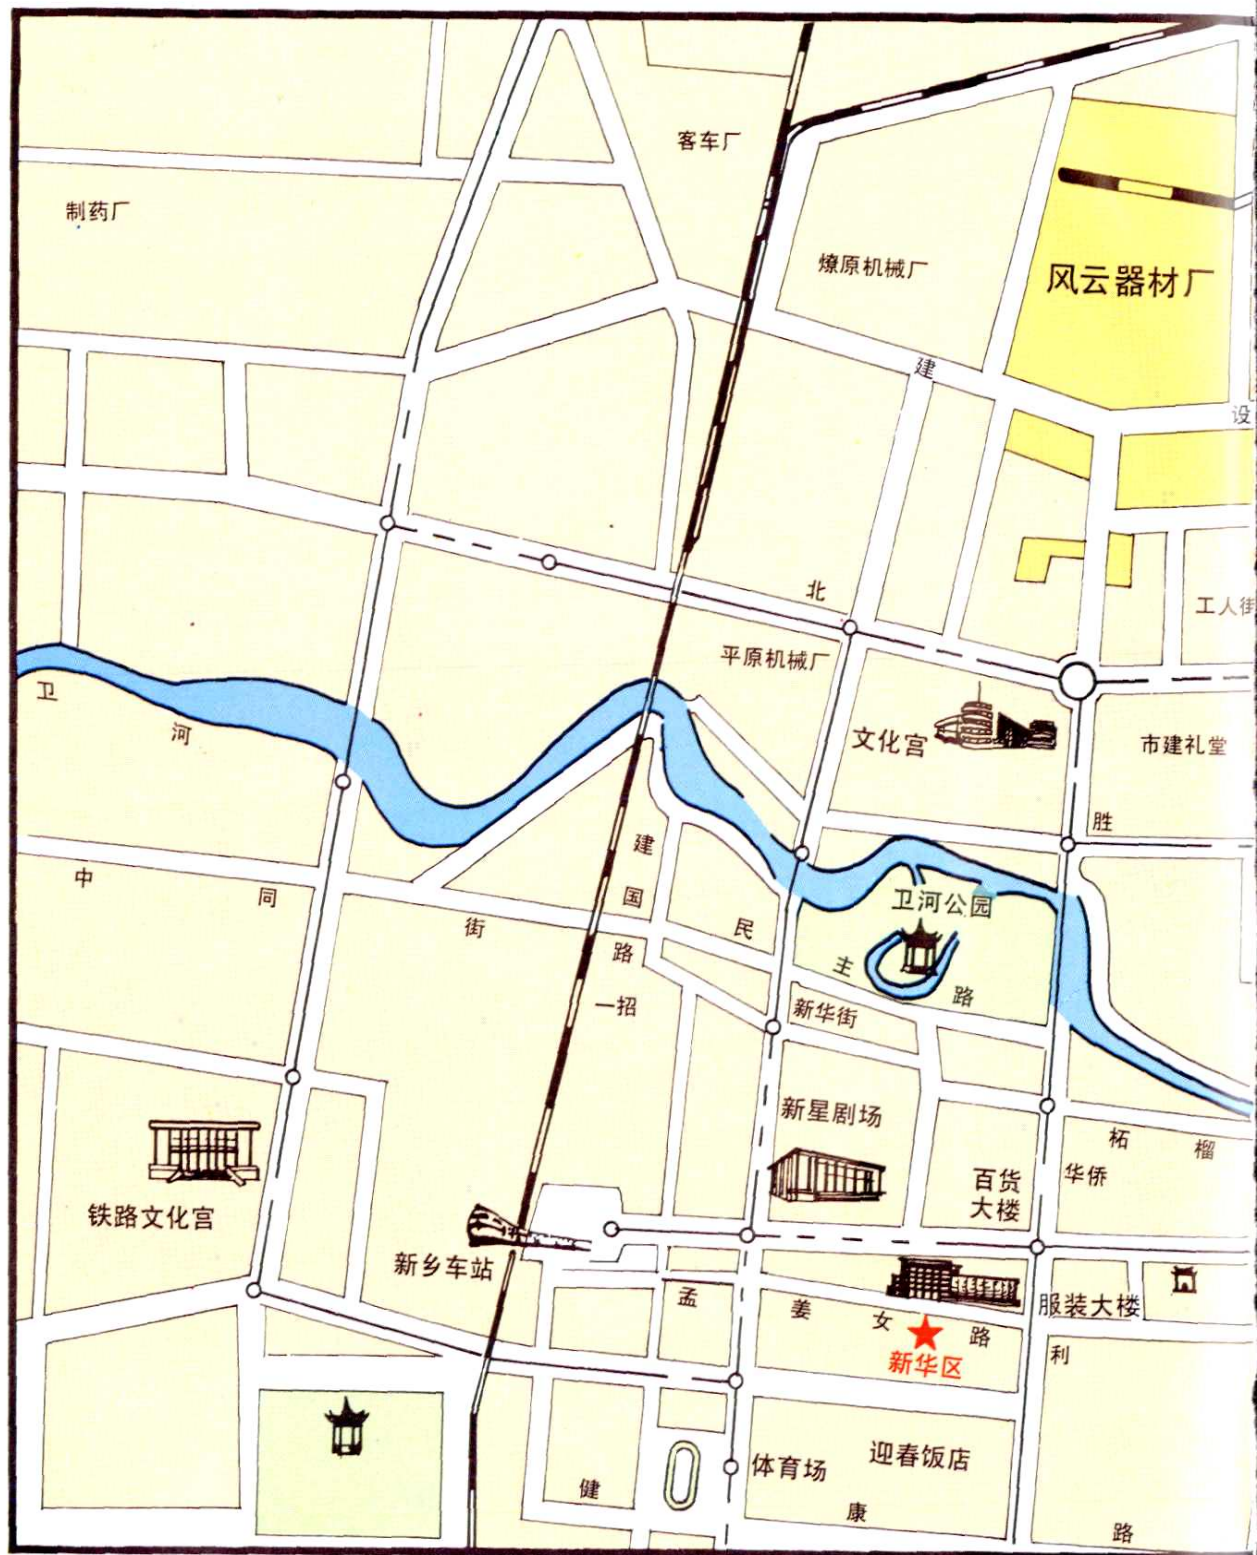 客车厂
制药厂
燎原机械厂
风云器材厂
建
设
北
工人街
平原机械厂
卫
河
文化宫
市建礼堂
胜
建
国
路
中
同
街
卫河公园
民
主
路
一招
新华街
新星剧场
柘
榴
百货
大楼
华侨
铁路文化宫
新乡车站
孟
姜
女
路
服装大楼
新华区
利
体育场
迎春饭店
健
康
路